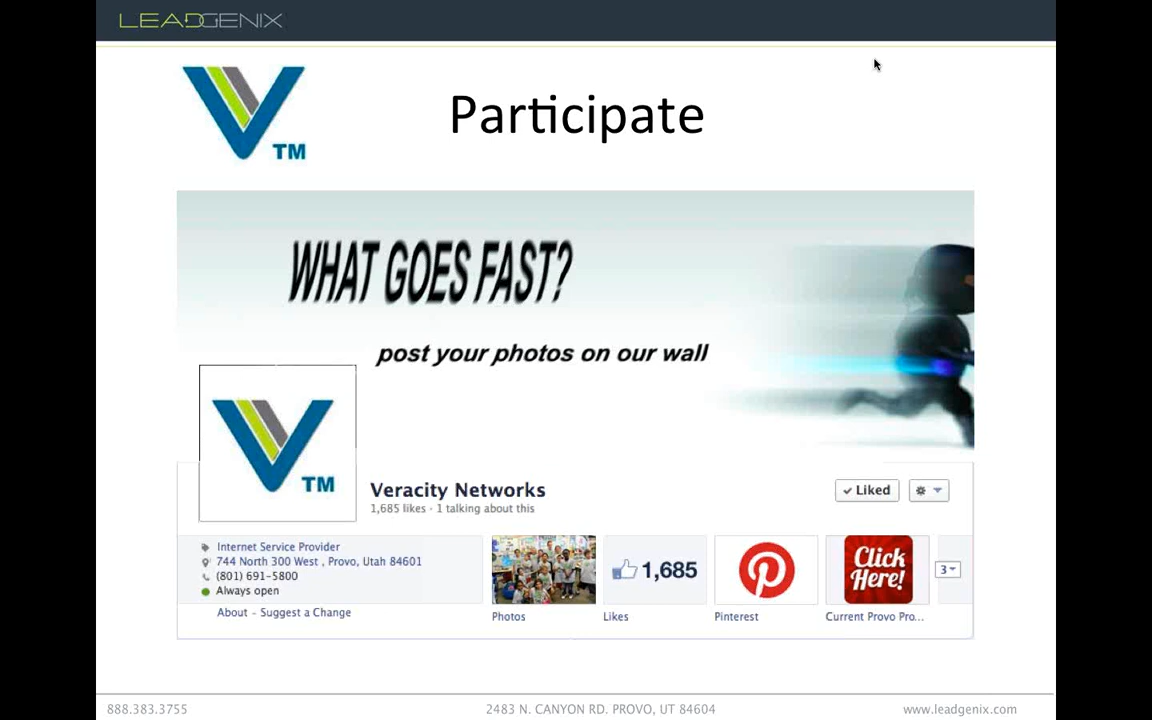 LEADGENIX
TM
Participate
WHAT GOES FAST?
post your photos on our wall
TM
Veracity Networks
1,685 likes · 1 talking about this
Liked
Internet Service Provider
744 North 300 West , Provo, Utah 84601
(801) 691-5800
Always open
About – Suggest a Change
1,685
Click
Here!
3
Photos
Likes
Pinterest
Current Provo Pro...
888.383.3755
2483 N. CANYON RD. PROVO, UT 84604
www.leadgenix.com